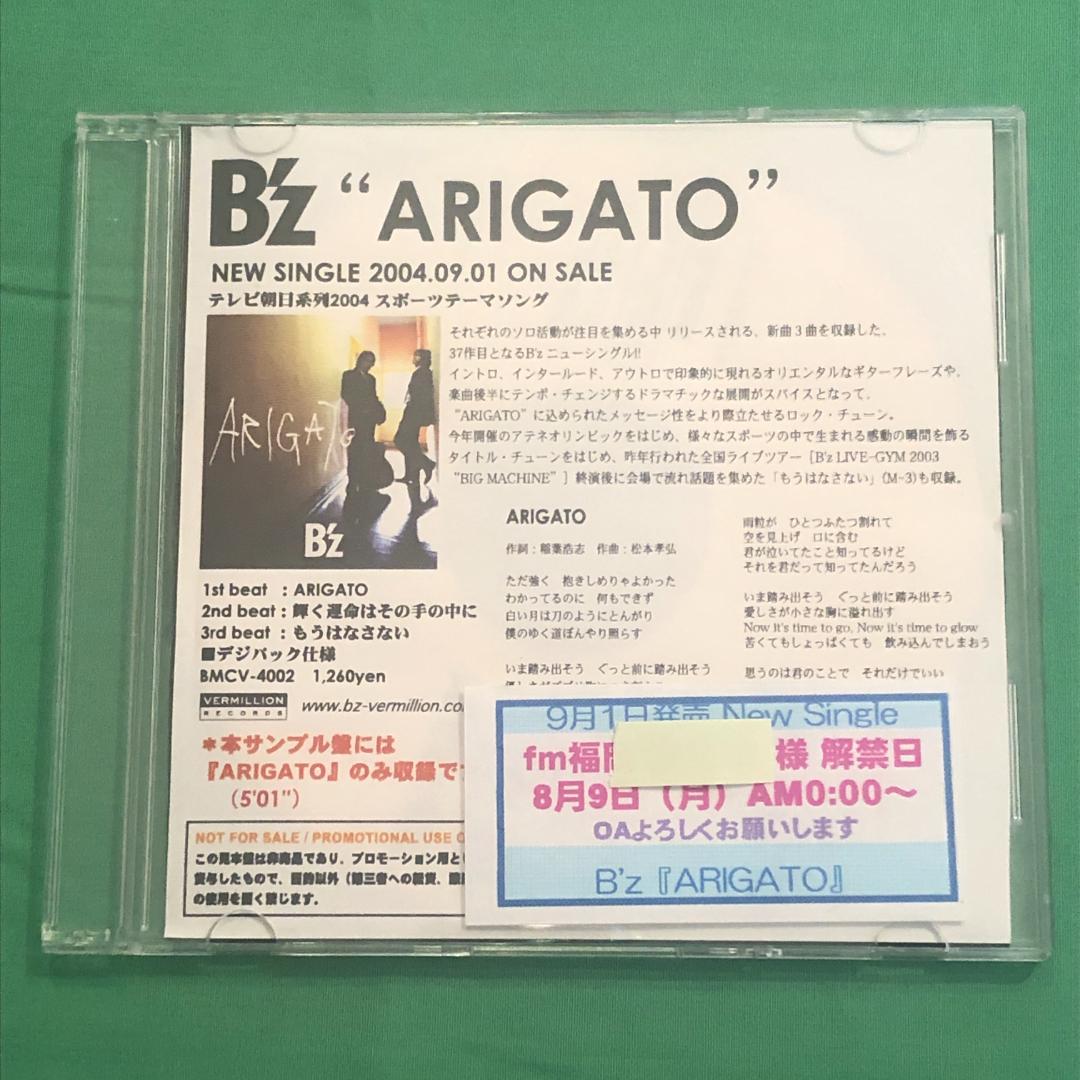 B'z "ARIGATO"
NEW SINGLE 2004.09.01 ON SALE
テレビ朝日系列2004 スポーツテーマソング
ARIGATO
B'z
それぞれのソロ活動が注目を集める中 リリースされる、新曲３曲を収録した、
37作目となるB'z ニューシングル!!
イントロ、インタールード、アウトロで印象的に現れるオリエンタルなギターフレーズや、
楽曲後半にテンポ・チェンジするドラマチックな展開がスパイスとなって、
"ARIGATO"に込められたメッセージ性をより際立たせるロック・チューン。
今年開催のアテネオリンピックをはじめ、様々なスポーツの中で生まれる感動の瞬間を飾る
タイトル・チューンをはじめ、昨年行われた全国ライブツアー［B'z LIVE-GYM 2003
"BIG MACHINE"］終演後に会場で流れ話題を集めた「もうはなさない」(M-3)も収録。
1st beat ：ARIGATO
2nd beat：輝く運命はその手の中に
3rd beat ：もうはなさない
■デジパック仕様
BMCV-4002 1,260yen
VERMILLION
RECORDS
www.bz-vermillion.co
＊本サンプル盤には
『ARIGATO』のみ収録で
（5'01"）
NOT FOR SALE / PROMOTIONAL USE
この見本盤は非売品であり、プロモーション用と
貸与したもので、目的以外（第三者への転貸、
の使用を固く禁じます。
ARIGATO
作詞：稲葉浩志 作曲：松本孝弘
ただ強く 抱きしめりゃよかった
わかってるのに 何もできず
白い月は刀のようにとんがり
僕のゆく道ぼんやり照らす
いま踏み出そう ぐっと前に踏み出そう
雨粒が ひとつふたつ割れて
空を見上げ 口に含む
君が泣いてたこと知ってるけど
それを君だって知ってたんだろう
いま踏み出そう ぐっと前に踏み出そう
愛しさが小さな胸に溢れ出す
Now it's time to go, Now it's time to glow
苦くてもしょっぱくても 飲み込んでしまおう
思うのは君のことで それだけでいい
9月1日発売 New Single
fm福岡 様 解禁日
8月9日（月）AM0:00～
OAよろしくお願いします
B'z『ARIGATO』